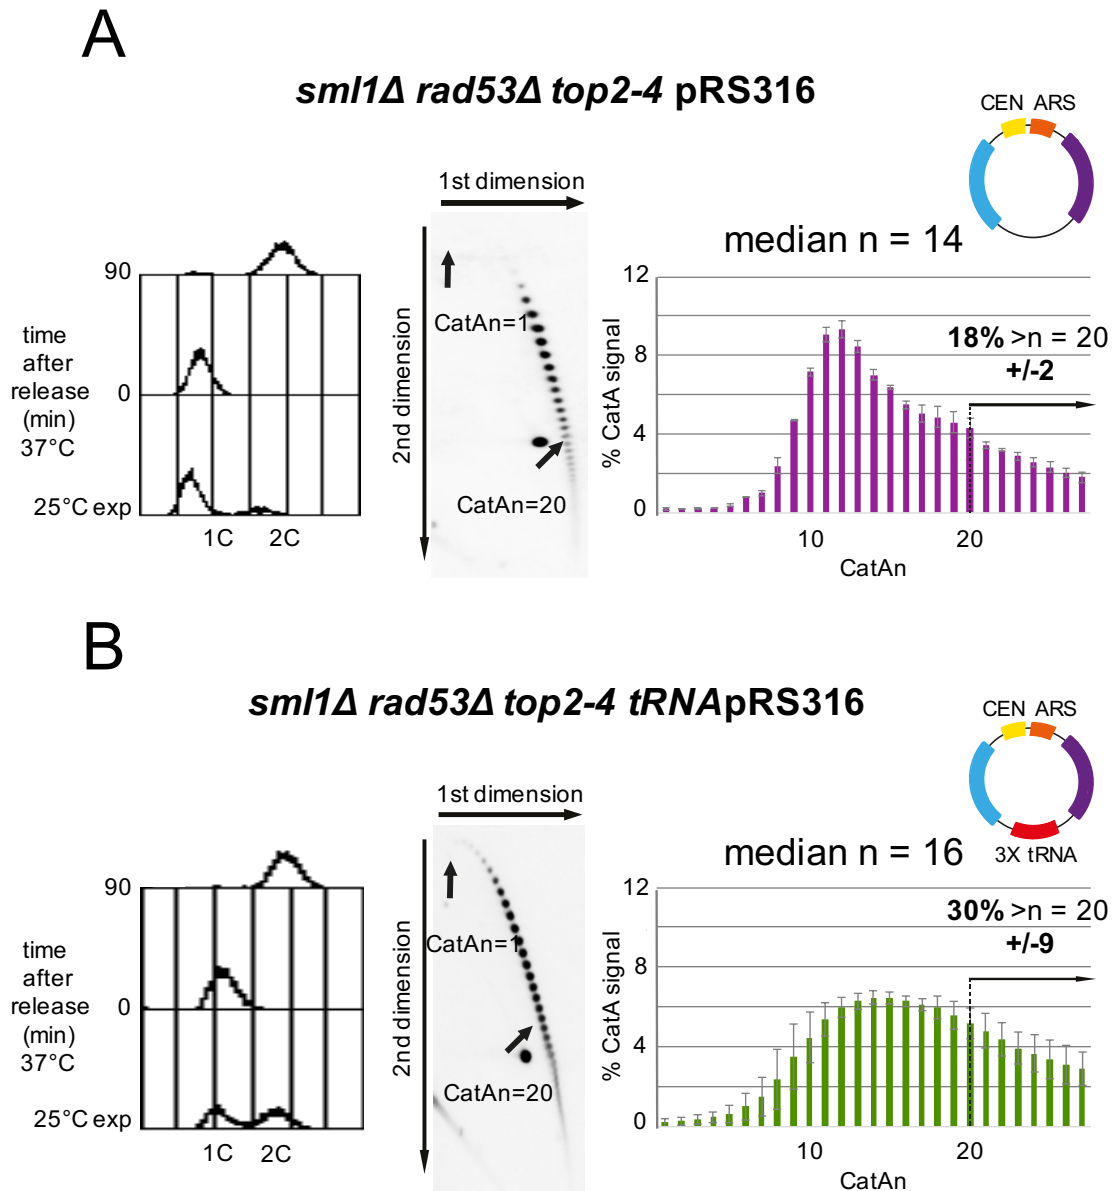 A
sml1Δ rad53Δ top2-4 pRS316
CEN ARS
1st dimension
median n = 14
90
time
after
release
(min)
37°C
0
25°C exp
1C 2C
2nd dimension
CatAn=1
CatAn=20
% CatA signal
12
8
4
0
18% >n = 20
+/-2
10 20
CatAn
B
sml1Δ rad53Δ top2-4 tRNApRS316
CEN ARS
3X tRNA
1st dimension
median n = 16
90
time
after
release
(min)
37°C
0
25°C exp
1C 2C
2nd dimension
CatAn=1
CatAn=20
% CatA signal
12
8
4
0
30% >n = 20
+/-9
10 20
CatAn